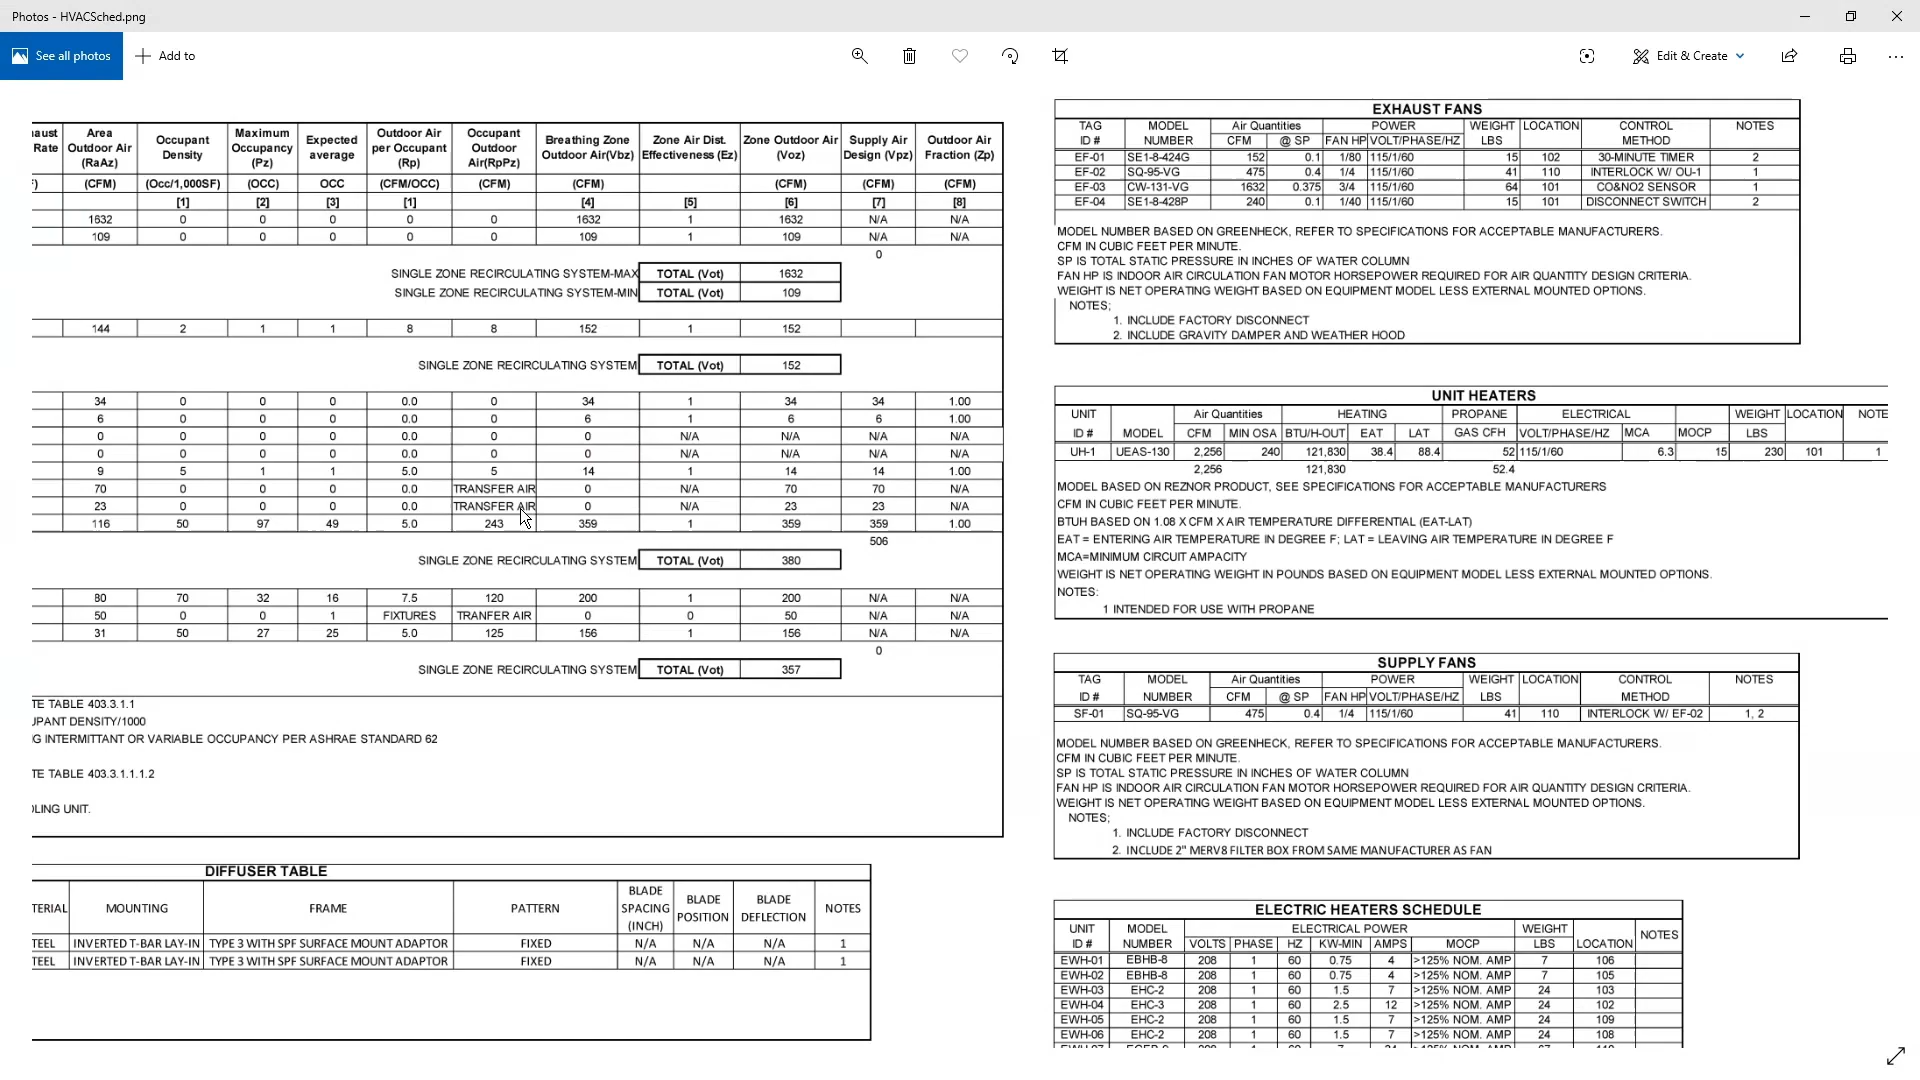 Photos - HVACSched.png
See all photos
Add to
Edit & Create
aust Rate | Area Outdoor Air (RaAz) | Occupant Density | Maximum Occupancy (Pz) | Expected average | Outdoor Air per Occupant (Rp) | Occupant Outdoor Air(RpPz) | Breathing Zone Outdoor Air(Vbz) | Zone Air Dist. Effectiveness (Ez) | Zone Outdoor Air (Voz) | Supply Air Design (Vpz) | Outdoor Air Fraction (Zp)
(CFM) (Occ/1,000SF) (OCC) OCC (CFM/OCC) (CFM) (CFM) (CFM) (CFM) (CFM)
[1] [2] [3] [1] [4] [5] [6] [7] [8]
1632 0 0 0 0 0 1632 1 1632 N/A N/A
109 0 0 0 0 0 109 1 109 N/A N/A
0
SINGLE ZONE RECIRCULATING SYSTEM-MAX TOTAL (Vot) 1632
SINGLE ZONE RECIRCULATING SYSTEM-MIN TOTAL (Vot) 109
144 2 1 1 8 8 152 1 152
SINGLE ZONE RECIRCULATING SYSTEM TOTAL (Vot) 152
34 0 0 0 0.0 0 34 1 34 34 1.00
6 0 0 0 0.0 0 6 1 6 6 1.00
0 0 0 0 0.0 0 0 N/A N/A N/A N/A
0 0 0 0 0.0 0 0 N/A N/A N/A N/A
9 5 1 1 5.0 5 14 1 14 14 1.00
70 0 0 0 0.0 TRANSFER AIR 0 N/A 70 70 N/A
23 0 0 0 0.0 TRANSFER AIR 0 N/A 23 23 N/A
116 50 97 49 5.0 243 359 1 359 359 1.00
506
SINGLE ZONE RECIRCULATING SYSTEM TOTAL (Vot) 380
80 70 32 16 7.5 120 200 1 200 N/A N/A
50 0 0 1 FIXTURES TRANFER AIR 0 0 50 N/A N/A
31 50 27 25 5.0 125 156 1 156 N/A N/A
0
SINGLE ZONE RECIRCULATING SYSTEM TOTAL (Vot) 357
TE TABLE 403.3.1.1
JPANT DENSITY/1000
G INTERMITTANT OR VARIABLE OCCUPANCY PER ASHRAE STANDARD 62
TE TABLE 403.3.1.1.1.2
LING UNIT.
DIFFUSER TABLE
TERIAL | MOUNTING | FRAME | PATTERN | BLADE SPACING (INCH) | BLADE POSITION | BLADE DEFLECTION | NOTES
TEEL INVERTED T-BAR LAY-IN TYPE 3 WITH SPF SURFACE MOUNT ADAPTOR FIXED N/A N/A N/A 1
TEEL INVERTED T-BAR LAY-IN TYPE 3 WITH SPF SURFACE MOUNT ADAPTOR FIXED N/A N/A N/A 1
EXHAUST FANS
TAG MODEL Air Quantities POWER WEIGHT LOCATION CONTROL NOTES
ID # NUMBER CFM @ SP FAN HP VOLT/PHASE/HZ LBS METHOD
EF-01 SE1-8-424G 152 0.1 1/80 115/1/60 15 102 30-MINUTE TIMER 2
EF-02 SQ-95-VG 475 0.4 1/4 115/1/60 41 110 INTERLOCK W/ OU-1 1
EF-03 CW-131-VG 1632 0.375 3/4 115/1/60 64 101 CO&NO2 SENSOR 1
EF-04 SE1-8-428P 240 0.1 1/40 115/1/60 15 101 DISCONNECT SWITCH 2
MODEL NUMBER BASED ON GREENHECK, REFER TO SPECIFICATIONS FOR ACCEPTABLE MANUFACTURERS.
CFM IN CUBIC FEET PER MINUTE.
SP IS TOTAL STATIC PRESSURE IN INCHES OF WATER COLUMN
FAN HP IS INDOOR AIR CIRCULATION FAN MOTOR HORSEPOWER REQUIRED FOR AIR QUANTITY DESIGN CRITERIA.
WEIGHT IS NET OPERATING WEIGHT BASED ON EQUIPMENT MODEL LESS EXTERNAL MOUNTED OPTIONS.
NOTES;
1. INCLUDE FACTORY DISCONNECT
2. INCLUDE GRAVITY DAMPER AND WEATHER HOOD
UNIT HEATERS
UNIT Air Quantities HEATING PROPANE ELECTRICAL WEIGHT LOCATION NOTE
ID # MODEL CFM MIN OSA BTU/H-OUT EAT LAT GAS CFH VOLT/PHASE/HZ MCA MOCP LBS
UH-1 UEAS-130 2,256 240 121,830 38.4 88.4 52 115/1/60 6.3 15 230 101 1
2,256 121,830 52.4
MODEL BASED ON REZNOR PRODUCT, SEE SPECIFICATIONS FOR ACCEPTABLE MANUFACTURERS
CFM IN CUBIC FEET PER MINUTE.
BTUH BASED ON 1.08 X CFM X AIR TEMPERATURE DIFFERENTIAL (EAT-LAT)
EAT = ENTERING AIR TEMPERATURE IN DEGREE F; LAT = LEAVING AIR TEMPERATURE IN DEGREE F
MCA=MINIMUM CIRCUIT AMPACITY
WEIGHT IS NET OPERATING WEIGHT IN POUNDS BASED ON EQUIPMENT MODEL LESS EXTERNAL MOUNTED OPTIONS.
NOTES:
1 INTENDED FOR USE WITH PROPANE
SUPPLY FANS
TAG MODEL Air Quantities POWER WEIGHT LOCATION CONTROL NOTES
ID # NUMBER CFM @ SP FAN HP VOLT/PHASE/HZ LBS METHOD
SF-01 SQ-95-VG 475 0.4 1/4 115/1/60 41 110 INTERLOCK W/ EF-02 1, 2
MODEL NUMBER BASED ON GREENHECK, REFER TO SPECIFICATIONS FOR ACCEPTABLE MANUFACTURERS.
CFM IN CUBIC FEET PER MINUTE.
SP IS TOTAL STATIC PRESSURE IN INCHES OF WATER COLUMN
FAN HP IS INDOOR AIR CIRCULATION FAN MOTOR HORSEPOWER REQUIRED FOR AIR QUANTITY DESIGN CRITERIA.
WEIGHT IS NET OPERATING WEIGHT BASED ON EQUIPMENT MODEL LESS EXTERNAL MOUNTED OPTIONS.
NOTES;
1. INCLUDE FACTORY DISCONNECT
2. INCLUDE 2" MERV8 FILTER BOX FROM SAME MANUFACTURER AS FAN
ELECTRIC HEATERS SCHEDULE
UNIT MODEL ELECTRICAL POWER WEIGHT NOTES
ID # NUMBER VOLTS PHASE HZ KW-MIN AMPS MOCP LBS LOCATION
EWH-01 EBHB-8 208 1 60 0.75 4 >125% NOM. AMP 7 106
EWH-02 EBHB-8 208 1 60 0.75 4 >125% NOM. AMP 7 105
EWH-03 EHC-2 208 1 60 1.5 7 >125% NOM. AMP 24 103
EWH-04 EHC-3 208 1 60 2.5 12 >125% NOM. AMP 24 102
EWH-05 EHC-2 208 1 60 1.5 7 >125% NOM. AMP 24 109
EWH-06 EHC-2 208 1 60 1.5 7 >125% NOM. AMP 24 108